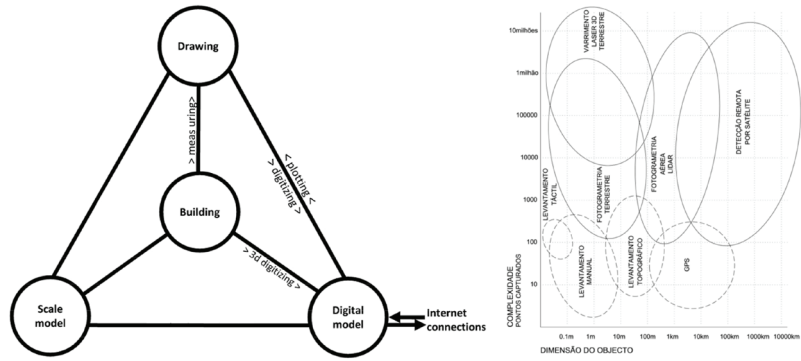 Drawing
> meas uring>
< plotting <
> digitizing >
Building
> 3d digitizing >
Scale
model
Digital
model
Internet
connections
COMPLEXIDADE
PONTOS CAPTURADOS
10milhões
1milhão
100000
10000
1000
100
10
VARRIMENTO
LASER 3D
TERRESTRE
FOTOGRAMETRIA
TERRESTRE
FOTOGRAMETRIA
AÉREA
LIDAR
DETECÇÃO REMOTA
POR SATÉLITE
LEVANTAMENTO
TÁCTIL
LEVANTAMENTO
MANUAL
LEVANTAMENTO
TOPOGRÁFICO
GPS
0.1m 1m 10m 100m 1km 10km 100km 1000km 10000km
DIMENSÃO DO OBJECTO